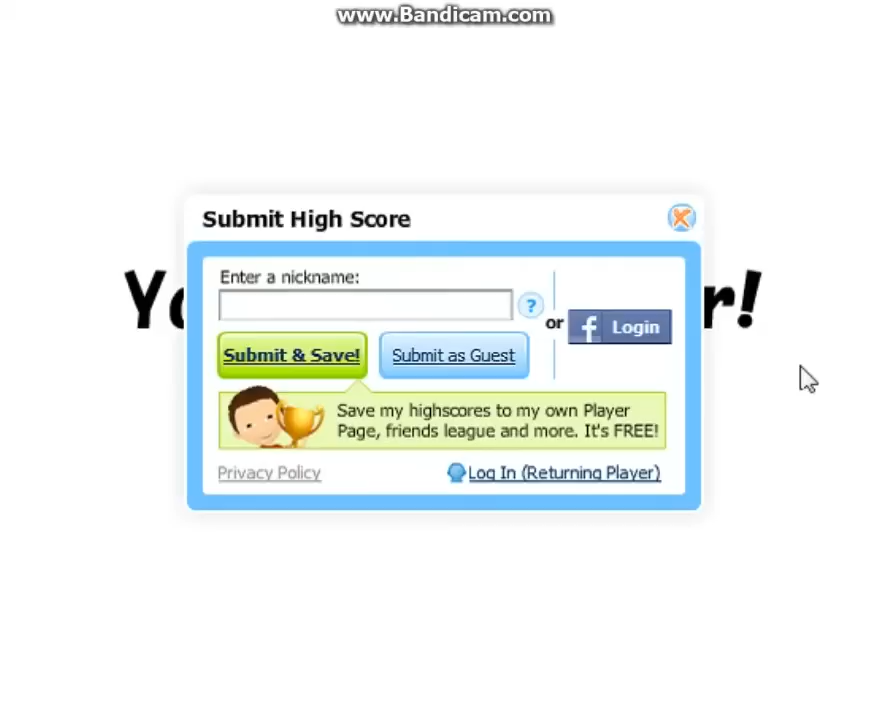 www.Bandicam.com
Submit High Score
Enter a nickname:
?
or
f Login
Submit & Save!
Submit as Guest
Save my highscores to my own Player
Page, friends league and more. It's FREE!
Privacy Policy
Log In (Returning Player)